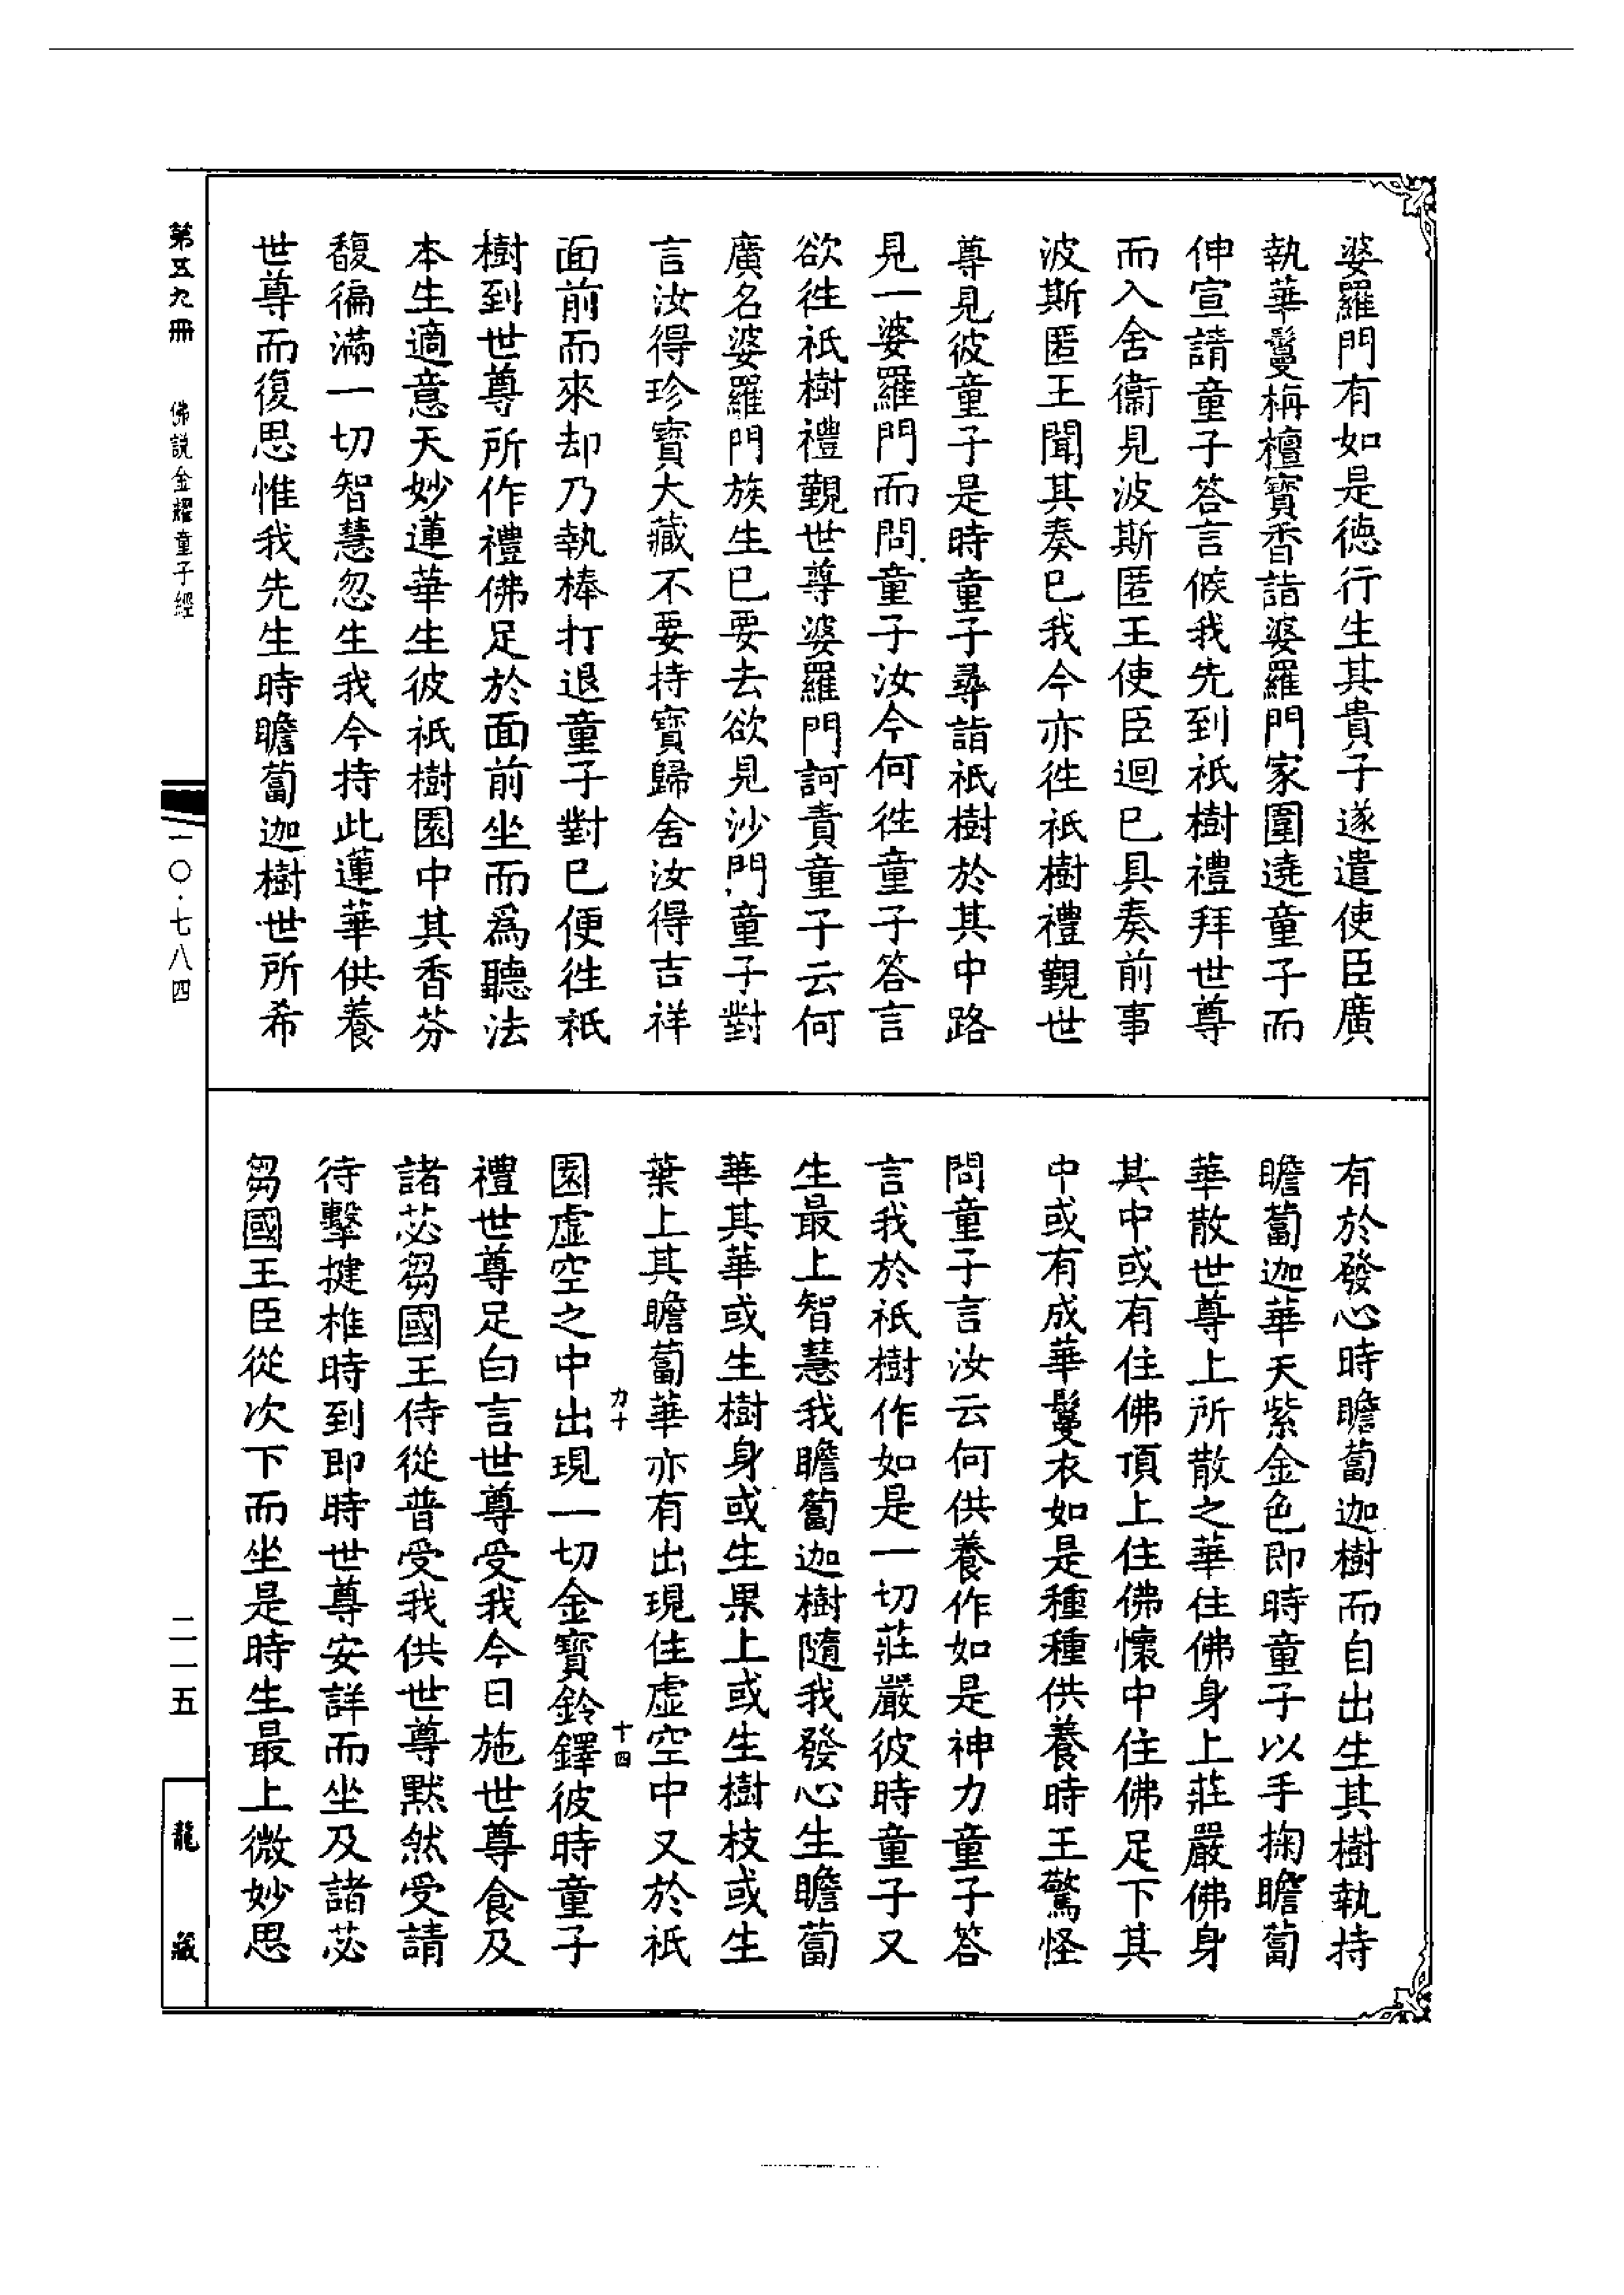 婆羅門有如是德行生其貴子遂遣使臣廣
執華鬘栴檀寶香詣婆羅門家圍遶童子而
伸宣請童子答言候我先到祇樹禮拜世尊
而入舍衞見波斯匿王使臣迴已具奏前事
波斯匿王聞其奏已我今亦徃祇樹禮覲世
尊見彼童子是時童子尋詣祇樹於其中路
見一婆羅門而問童子汝今何徃童子答言
欲徃祇樹禮覲世尊婆羅門訶責童子云何
廣名婆羅門族生已要去欲見沙門童子對
言汝得珍寶大藏不要持寶歸舍汝得吉祥
面前而來却乃執棒打退童子對已便徃祇
樹到世尊所作禮佛足於面前坐而爲聽法
本生適意天妙蓮華生彼祇樹園中其香芬
馥徧滿一切智慧忽生我今持此蓮華供養
世尊而復思惟我先生時瞻蔔迦樹世所希
有於發心時瞻蔔迦樹而自出生其樹執持
瞻蔔迦華天紫金色即時童子以手掬瞻蔔
華散世尊上所散之華住佛身上莊嚴佛身
其中或有住佛頂上住佛懷中住佛足下其
中或有成華鬘衣如是種種供養時王驚怪
問童子言汝云何供養作如是神力童子答
言我於祇樹作如是一切莊嚴彼時童子又
生最上智慧我瞻蔔迦樹隨我發心生瞻蔔
華其華或生樹身或生果上或生樹枝或生
葉上其瞻蔔華亦有出現住虛空中又於祇
力十
十四
園虛空之中出現一切金寶鈴鐸彼時童子
禮世尊足白言世尊受我今日施世尊食及
諸苾芻國王侍從普受我供世尊黙然受請
待擊揵椎時到即時世尊安詳而坐及諸苾
芻國王臣從次下而坐是時生最上微妙思
第五九冊
佛説金耀童子經
一〇·七八四
二一五
龍藏